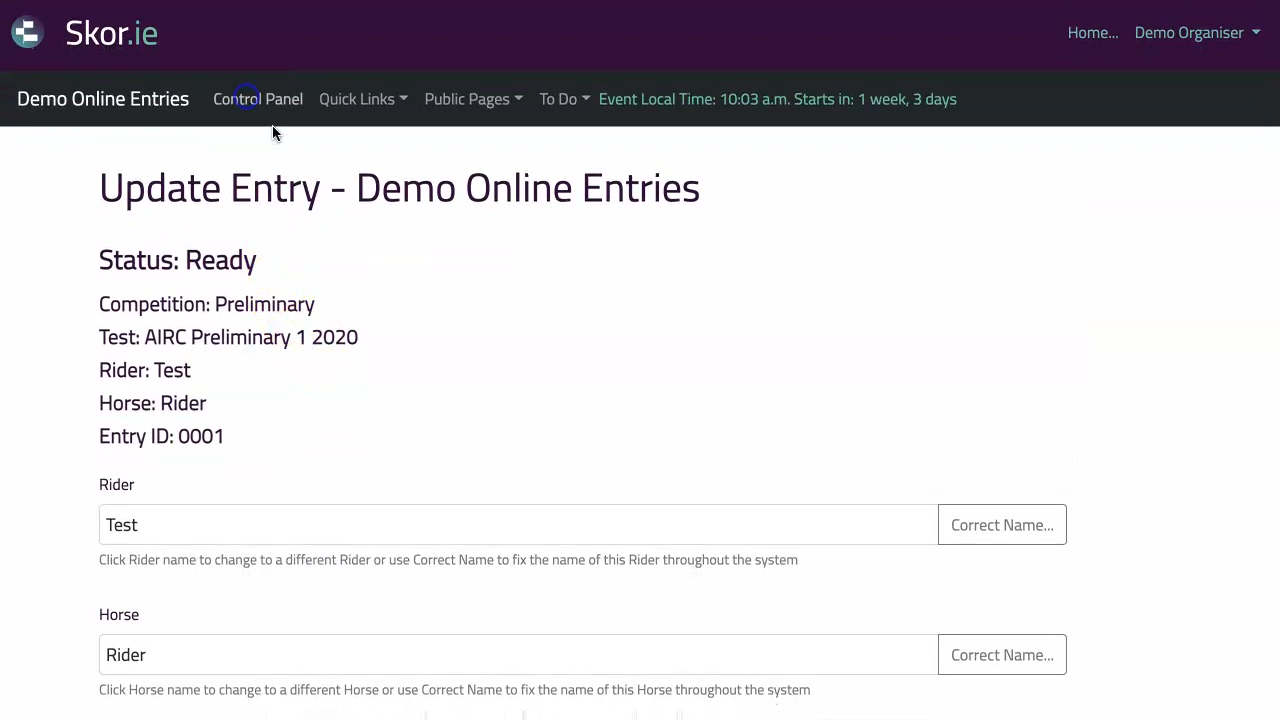 Skor.ie
Home... Demo Organiser
Demo Online Entries Control Panel Quick Links Public Pages To Do Event Local Time: 10:03 a.m. Starts in: 1 week, 3 days
Update Entry - Demo Online Entries
Status: Ready
Competition: Preliminary
Test: AIRC Preliminary 1 2020
Rider: Test
Horse: Rider
Entry ID: 0001
Rider
Test Correct Name...
Click Rider name to change to a different Rider or use Correct Name to fix the name of this Rider throughout the system
Horse
Rider Correct Name...
Click Horse name to change to a different Horse or use Correct Name to fix the name of this Horse throughout the system